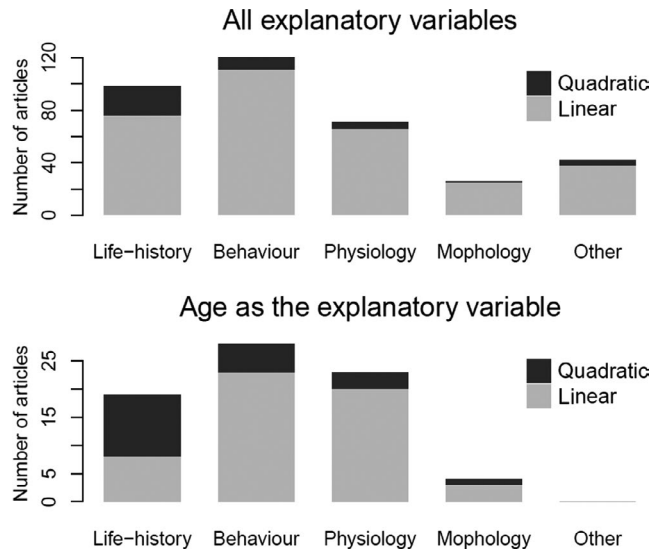 All explanatory variables
Number of articles
120
80
40
0
Quadratic
Linear
Life-history Behaviour Physiology Mophology Other
Age as the explanatory variable
Number of articles
25
15
5
0
Quadratic
Linear
Life-history Behaviour Physiology Mophology Other